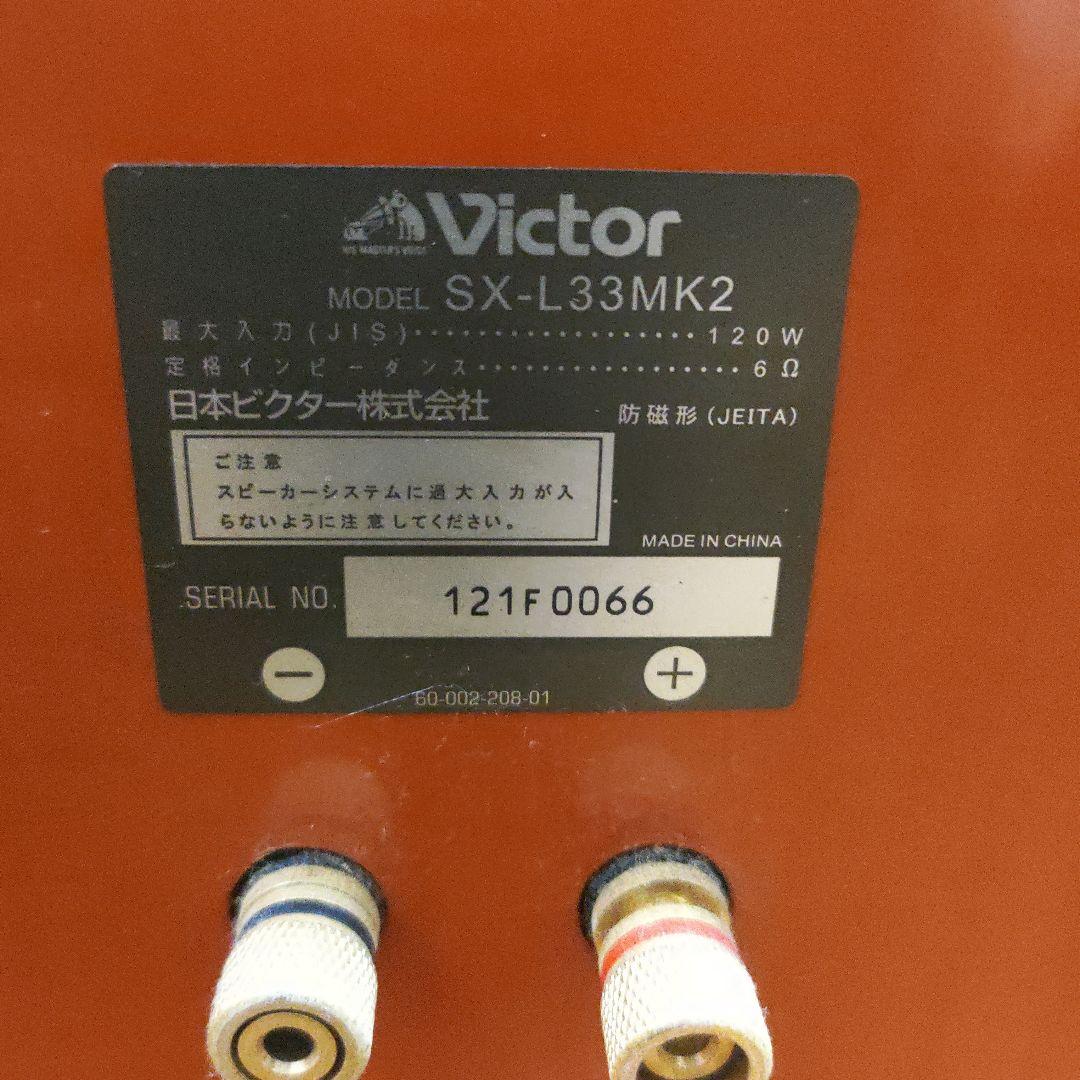 HIS MASTER'S VOICE
Victor
MODEL SX-L33MK2
最大入力(JIS)··················120W
定格インピーダンス·················6Ω
日本ビクター株式会社 防磁形(JEITA)
ご注意
スピーカーシステムに過大入力が入
らないように注意してください。
MADE IN CHINA
SERIAL NO. 121F0066
− +
60-002-208-01